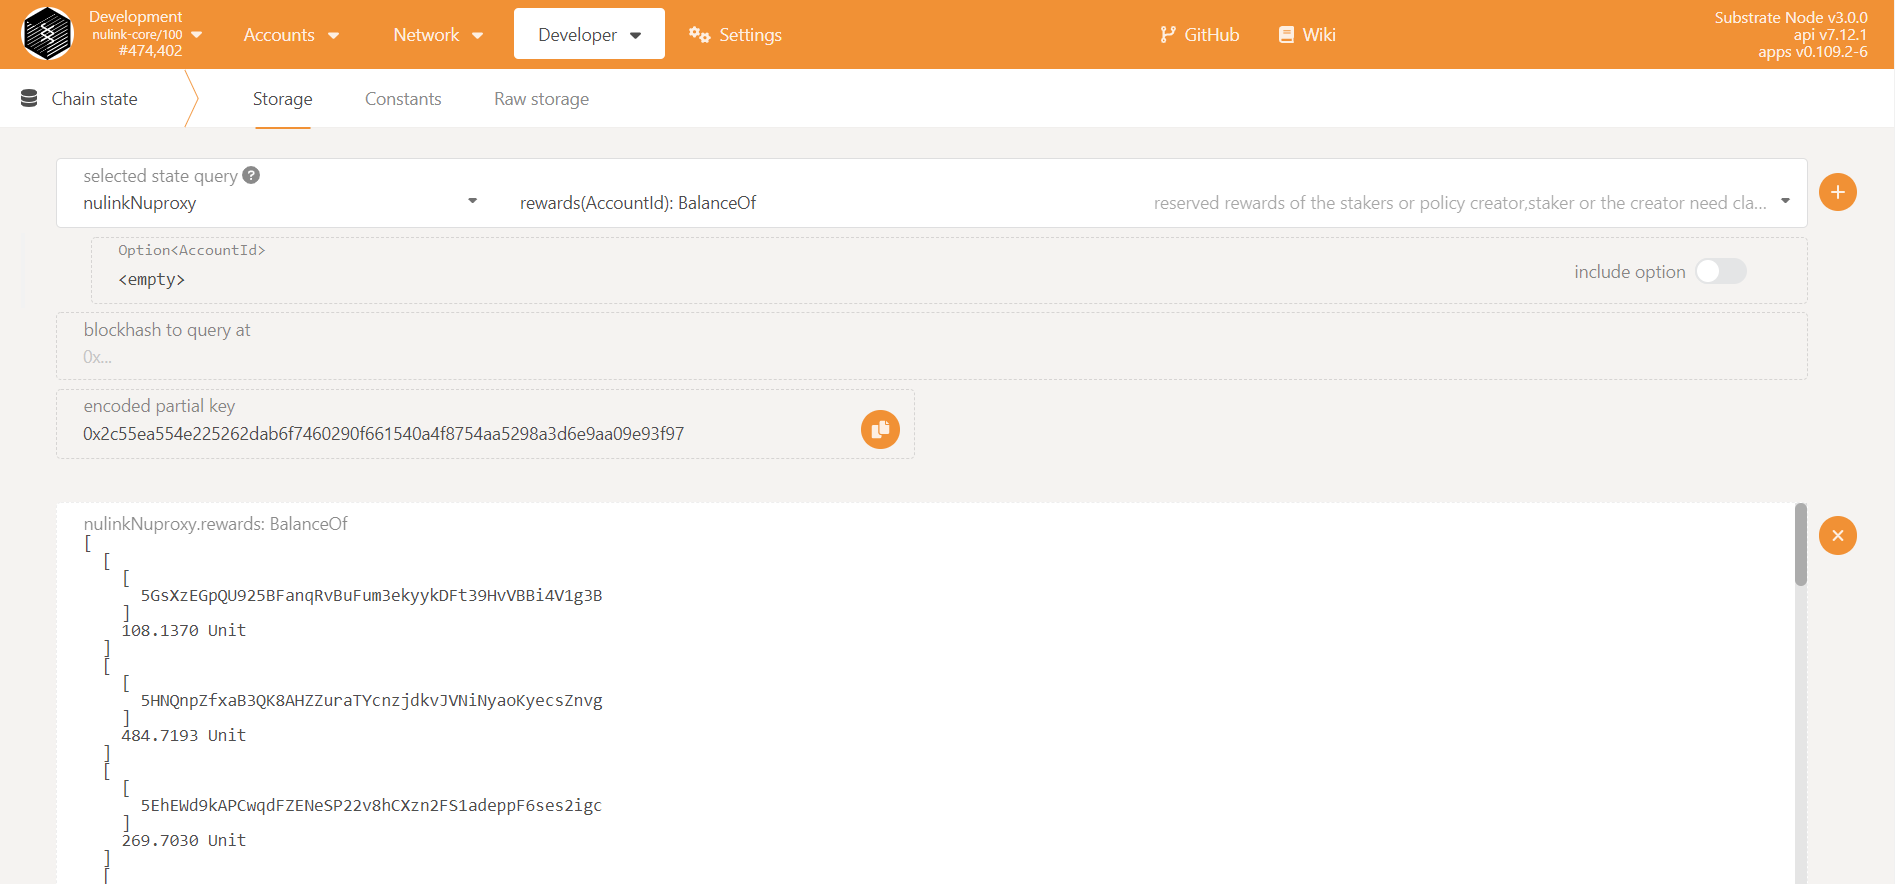 Development
nulink-core/100
#474,402
Accounts
Network
Developer
Settings
GitHub
Wiki
Substrate Node v3.0.0
api v7.12.1
apps v0.109.2-6
Chain state
Storage
Constants
Raw storage
selected state query ?
nulinkNuproxy
rewards(AccountId): BalanceOf
reserved rewards of the stakers or policy creator,staker or the creator need cla...
Option<AccountId>
<empty>
include option
blockhash to query at
0x...
encoded partial key
0x2c55ea554e225262dab6f7460290f661540a4f8754aa5298a3d6e9aa09e93f97
nulinkNuproxy.rewards: BalanceOf
[
[
[
5GsXzEGpQU925BFanqRvBuFum3ekyykDFt39HvVBBi4V1g3B
]
108.1370 Unit
]
[
[
5HNQnpZfxaB3QK8AHZZuraTYcnzjdkvJVNiNyaoKyecsZnvg
]
484.7193 Unit
]
[
[
5EhEWd9kAPCwqdFZENeSP22v8hCXzn2FS1adeppF6ses2igc
]
269.7030 Unit
]
[